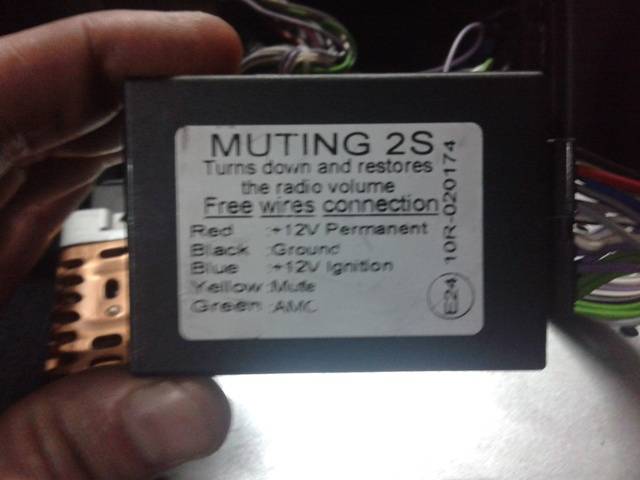 MUTING 2S
Turns down and restores
the radio volume
Free wires connection
Red :+12V Permanent
Black :Ground
Blue :+12V Ignition
Yellow :Mute
Green :AMC
10R-020174
E24